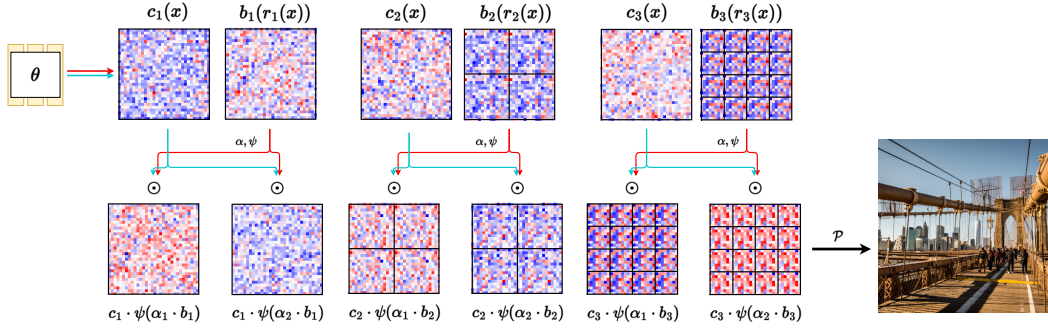 c₁(x) b₁(r₁(x)) c₂(x) b₂(r₂(x)) c₃(x) b₃(r₃(x))
θ
α, ψ α, ψ α, ψ
⊙ ⊙ ⊙ ⊙ ⊙ ⊙
𝒫
c₁ · ψ(α₁ · b₁) c₁ · ψ(α₂ · b₁) c₂ · ψ(α₁ · b₂) c₂ · ψ(α₂ · b₂) c₃ · ψ(α₁ · b₃) c₃ · ψ(α₂ · b₃)